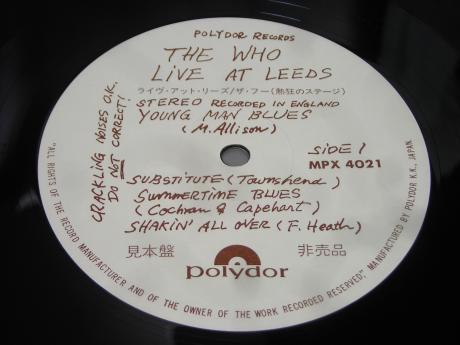 POLYDOR RECORDS
THE WHO
LIVE AT LEEDS
ライヴ・アット・リーズ/ザ・フー(熱狂のステージ)
STEREO RECORDED IN ENGLAND
YOUNG MAN BLUES
(M. Allison)
CRACKLING NOISES O.K.
DO NOT CORRECT!
SIDE 1
MPX 4021
SUBSTITUTE (Townshend)
SUMMERTIME BLUES
(Cochran & Capehart)
SHAKIN' ALL OVER (F. Heath)
見本盤
非売品
polydor
"ALL RIGHTS OF THE RECORD MANUFACTURER AND OF THE OWNER OF THE WORK RECORDED RESERVED," MANUFACTURED BY POLYDOR K.K., JAPAN